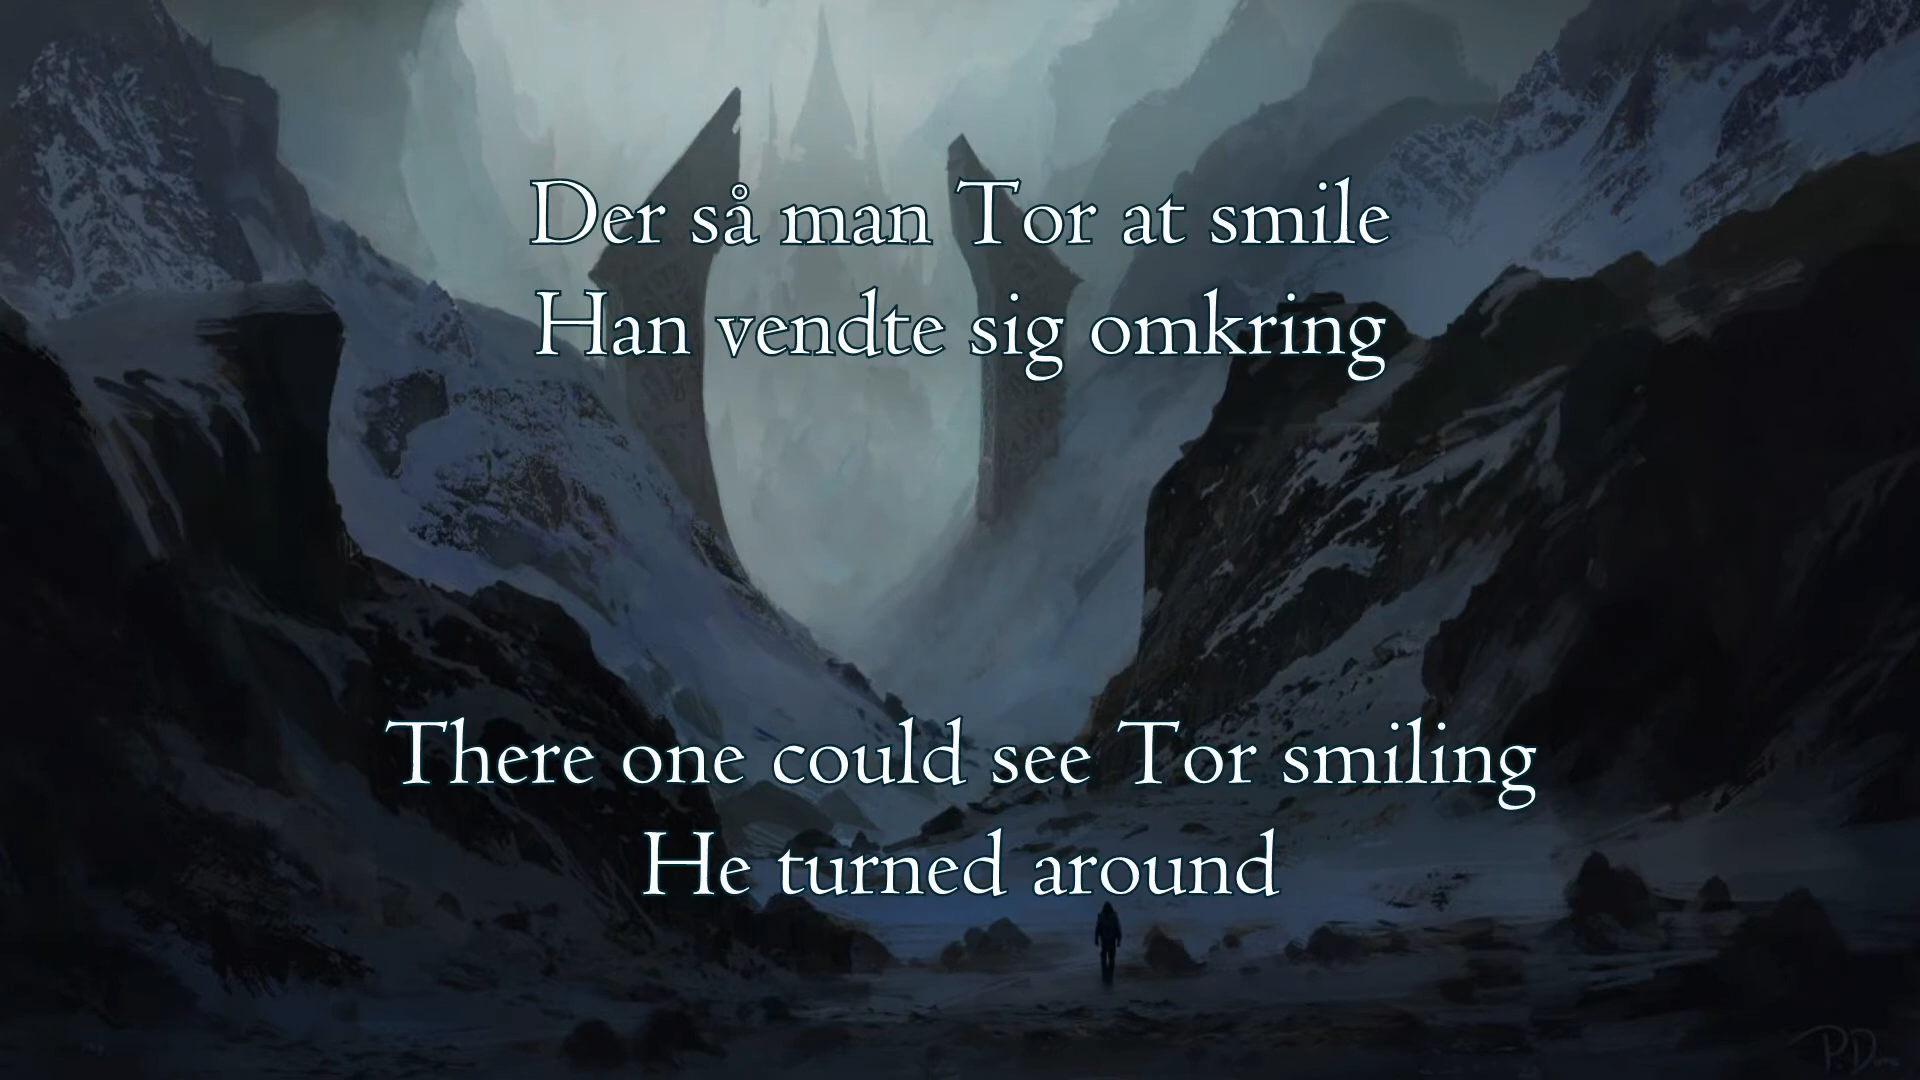 Der så man Tor at smile
Han vendte sig omkring
There one could see Tor smiling
He turned around